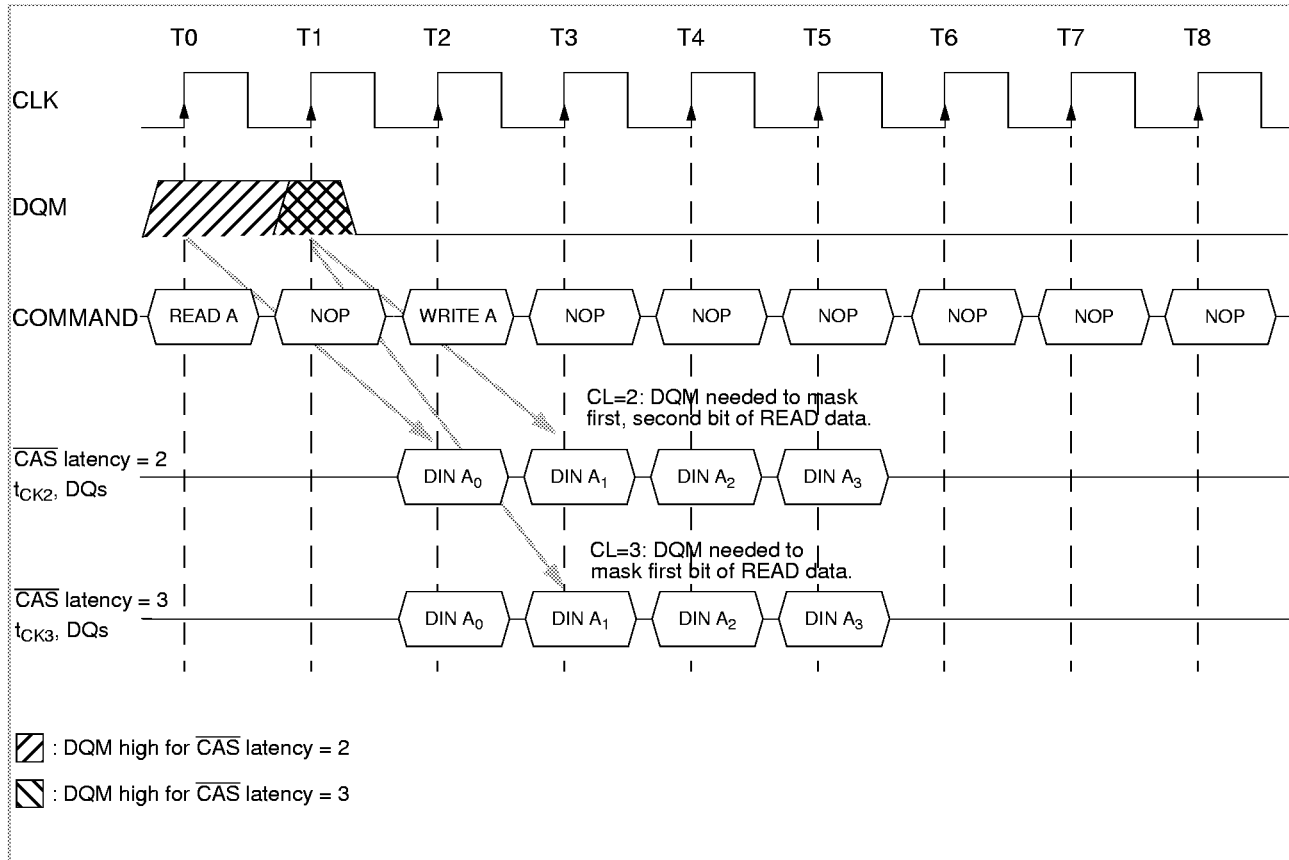 T0 T1 T2 T3 T4 T5 T6 T7 T8
CLK
DQM
COMMAND READ A NOP WRITE A NOP NOP NOP NOP NOP NOP
CL=2: DQM needed to mask
first, second bit of READ data.
CAS latency = 2
tCK2, DQs
DIN A0 DIN A1 DIN A2 DIN A3
CL=3: DQM needed to
mask first bit of READ data.
CAS latency = 3
tCK3, DQs
DIN A0 DIN A1 DIN A2 DIN A3
: DQM high for CAS latency = 2
: DQM high for CAS latency = 3